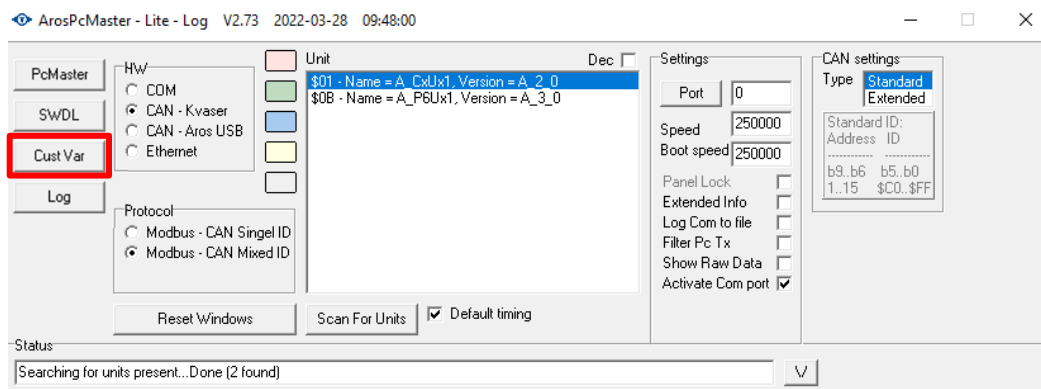 ArosPcMaster - Lite - Log V2.73 2022-03-28 09:48:00
PcMaster
SWDL
Cust Var
Log
HW
COM
CAN - Kvaser
CAN - Aros USB
Ethernet
Protocol
Modbus - CAN Singel ID
Modbus - CAN Mixed ID
Reset Windows
Unit
Dec
$01 - Name = A_CxUx1, Version = A_2_0
$0B - Name = A_P6Ux1, Version = A_3_0
Scan For Units
Default timing
Settings
Port 0
Speed 250000
Boot speed 250000
Panel Lock
Extended Info
Log Com to file
Filter Pc Tx
Show Raw Data
Activate Com port
CAN settings
Type Standard
Extended
Standard ID:
Address ID
----------- -----------
b9..b6 b5..b0
1..15 $C0..$FF
Status
Searching for units present...Done (2 found)
V